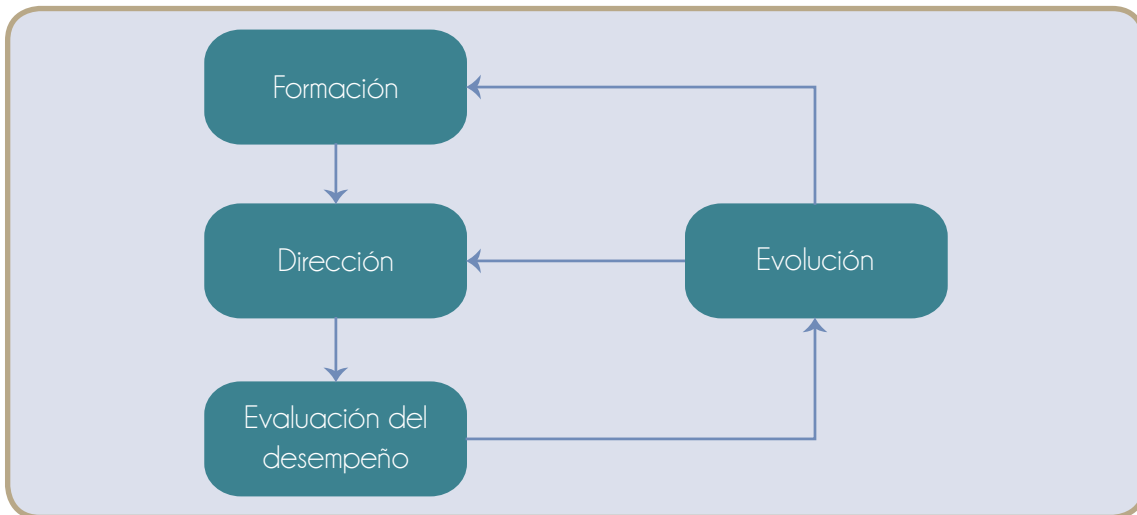 Formación
Dirección
Evolución
Evaluación del
desempeño